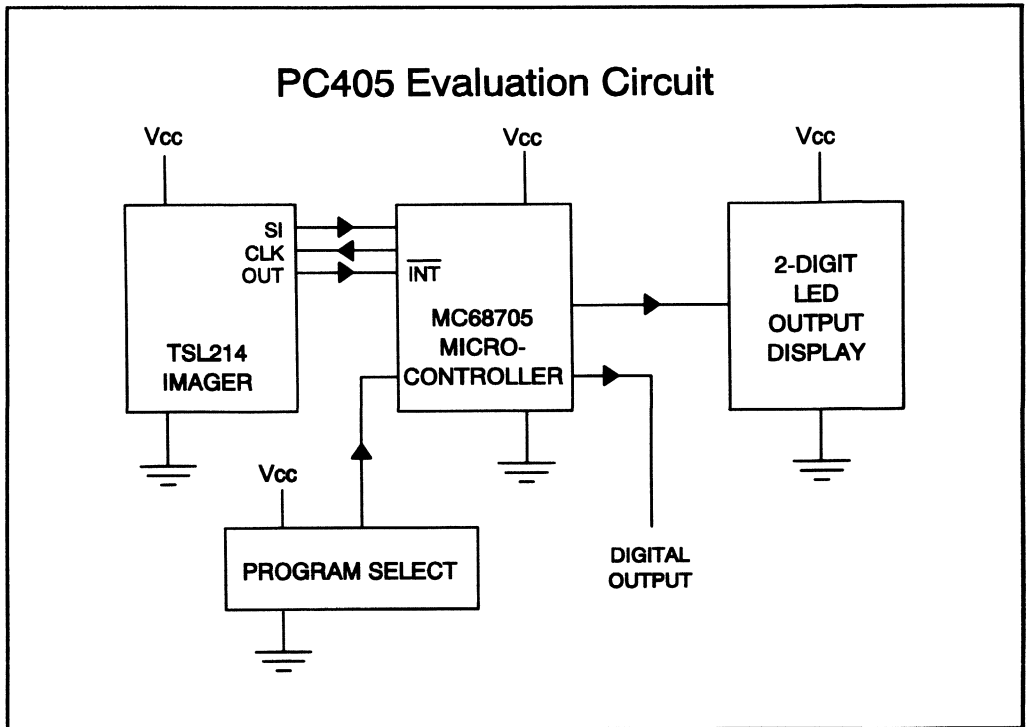 PC405 Evaluation Circuit
Vcc
Vcc
Vcc
SI
CLK
OUT
TSL214
IMAGER
INT
MC68705
MICRO-
CONTROLLER
2-DIGIT
LED
OUTPUT
DISPLAY
Vcc
PROGRAM SELECT
DIGITAL
OUTPUT